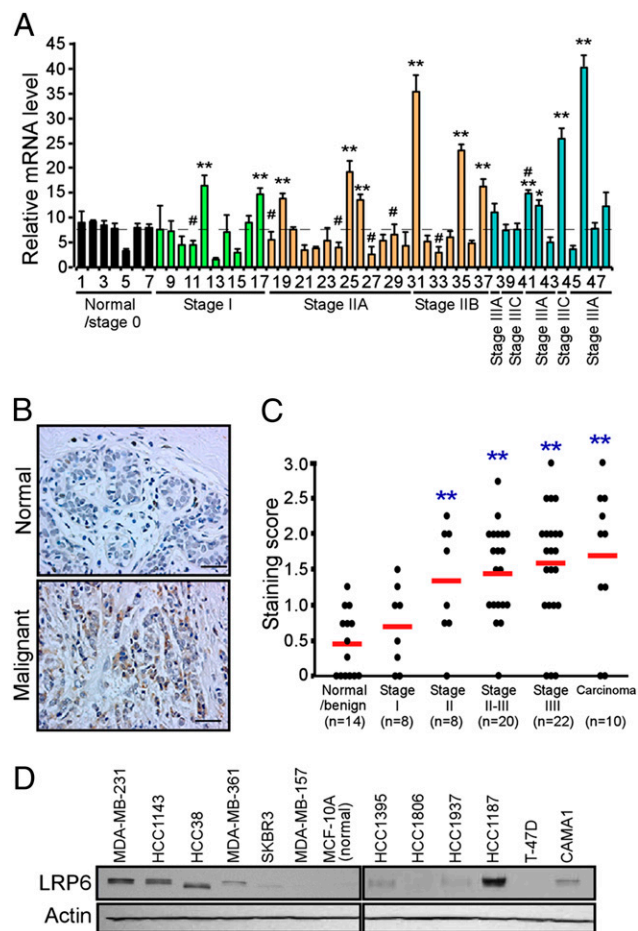 A
Relative mRNA level
45
40
35
30
25
20
15
10
5
0
# ** # ** # ** # ** ** # # ** # ** ** # ** * ** **
1 3 5 7 9 11 13 15 17 19 21 23 25 27 29 31 33 35 37 39 41 43 45 47
Normal /stage 0
Stage I
Stage IIA
Stage IIB
Stage IIIA
Stage IIIC
Stage IIIA
Stage IIIC
Stage IIIA
B
Normal
Malignant
C
Staining score
** ** ** **
3.0
2.5
2.0
1.5
1.0
0.5
0
Normal /benign (n=14)
Stage I (n=8)
Stage II (n=8)
Stage II-III (n=20)
Stage IIII (n=22)
Carcinoma (n=10)
D
MDA-MB-231
HCC1143
HCC38
MDA-MB-361
SKBR3
MDA-MB-157
MCF-10A (normal)
HCC1395
HCC1806
HCC1937
HCC1187
T-47D
CAMA1
LRP6
Actin